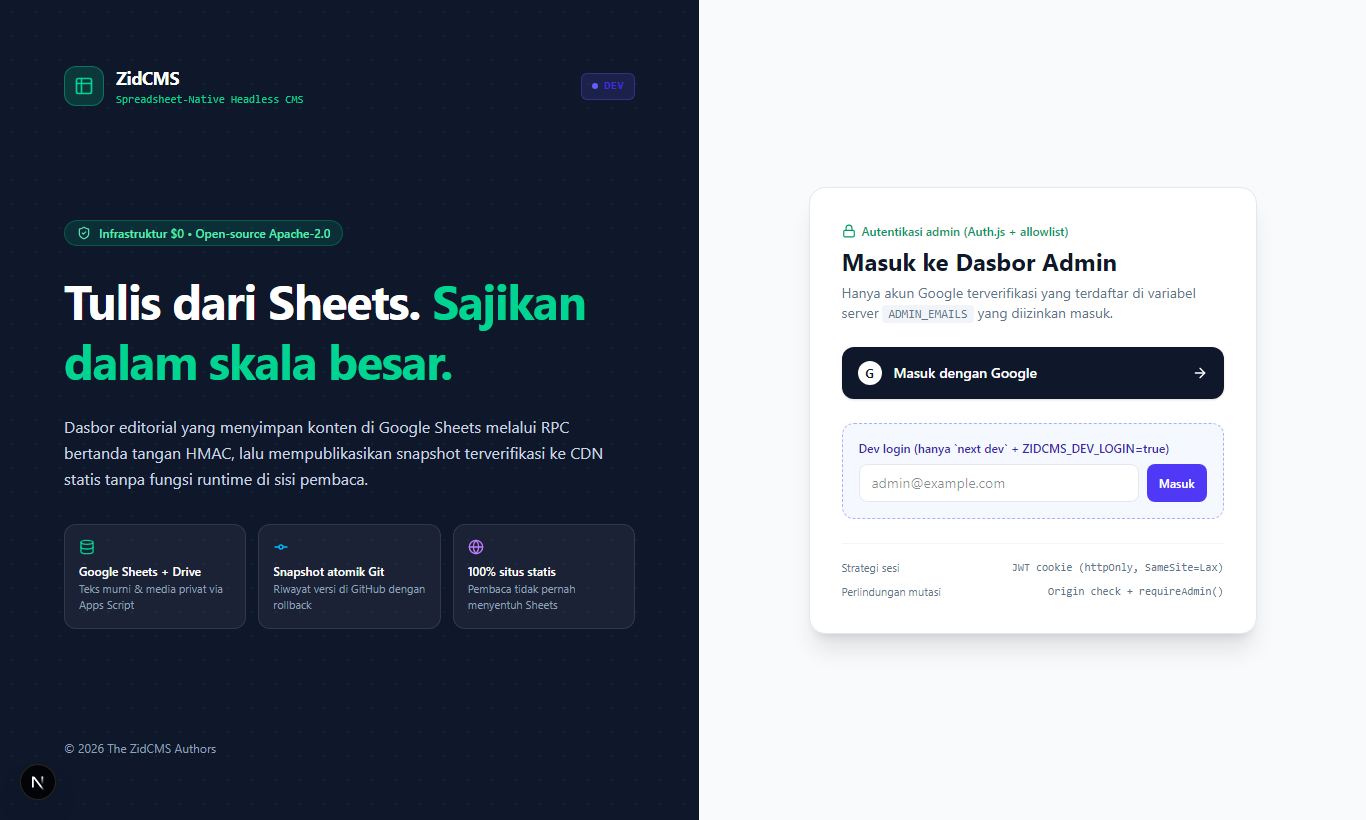 ZidCMS
Spreadsheet-Native Headless CMS
DEV
Infrastruktur $0 • Open-source Apache-2.0
Tulis dari Sheets. Sajikan
dalam skala besar.
Dasbor editorial yang menyimpan konten di Google Sheets melalui RPC
bertanda tangan HMAC, lalu mempublikasikan snapshot terverifikasi ke CDN
statis tanpa fungsi runtime di sisi pembaca.
Google Sheets + Drive
Teks murni & media privat via
Apps Script
Snapshot atomik Git
Riwayat versi di GitHub dengan
rollback
100% situs statis
Pembaca tidak pernah
menyentuh Sheets
© 2026 The ZidCMS Authors
N
Autentikasi admin (Auth.js + allowlist)
Masuk ke Dasbor Admin
Hanya akun Google terverifikasi yang terdaftar di variabel
server ADMIN_EMAILS yang diizinkan masuk.
G Masuk dengan Google
Dev login (hanya `next dev` + ZIDCMS_DEV_LOGIN=true)
admin@example.com Masuk
Strategi sesi JWT cookie (httpOnly, SameSite=Lax)
Perlindungan mutasi Origin check + requireAdmin()